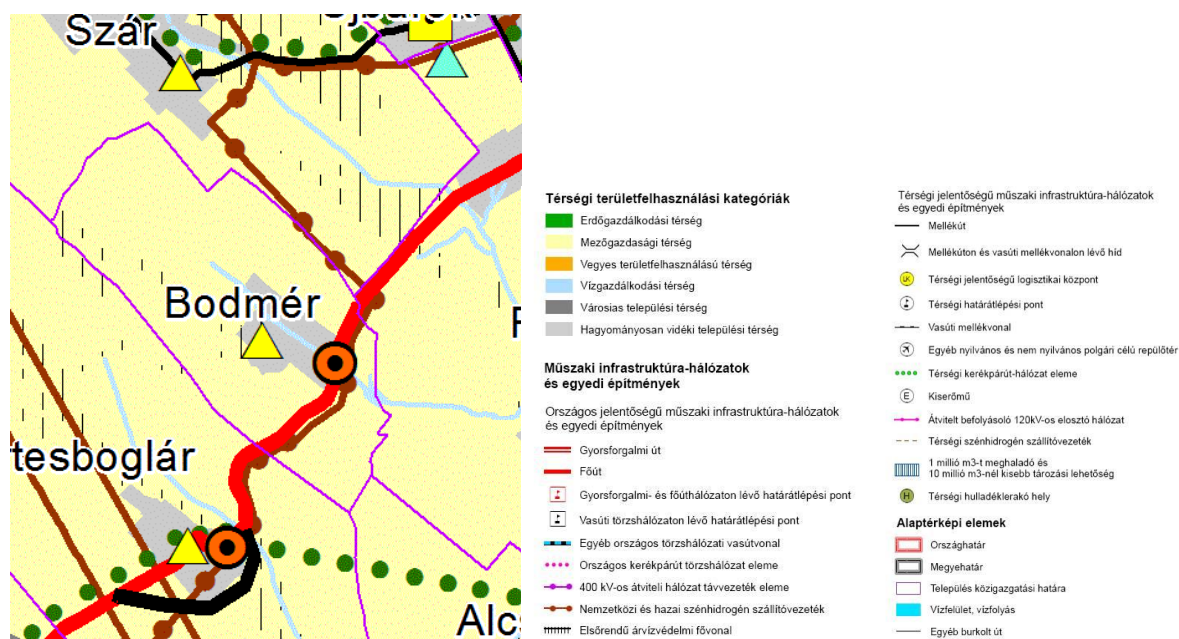 Szár
Újbarok
Bodmér
tesboglár
Alc
Térségi területfelhasználási kategóriák
Erdőgazdálkodási térség
Mezőgazdasági térség
Vegyes területfelhasználású térség
Vízgazdálkodási térség
Városias települési térség
Hagyományosan vidéki települési térség
Műszaki infrastruktúra-hálózatok
és egyedi építmények
Országos jelentőségű műszaki infrastruktúra-hálózatok
és egyedi építmények
Gyorsforgalmi út
Főút
Gyorsforgalmi- és főúthálózaton lévő határátlépési pont
Vasúti törzshálózaton lévő határátlépési pont
Egyéb országos törzshálózati vasútvonal
Országos kerékpárút törzshálózat eleme
400 kV-os átviteli hálózat távvezeték eleme
Nemzetközi és hazai szénhidrogén szállítóvezeték
Elsőrendű árvízvédelmi fővonal
Térségi jelentőségű műszaki infrastruktúra-hálózatok
és egyedi építmények
Mellékút
Mellékúton és vasúti mellékvonalon lévő híd
LK Térségi jelentőségű logisztikai központ
Térségi határátlépési pont
Vasúti mellékvonal
Egyéb nyilvános és nem nyilvános polgári célú repülőtér
Térségi kerékpárút-hálózat eleme
E Kiserőmű
Átvitelt befolyásoló 120kV-os elosztó hálózat
Térségi szénhidrogén szállítóvezeték
1 millió m3-t meghaladó és
10 millió m3-nél kisebb tározási lehetőség
H Térségi hulladéklerakó hely
Alaptérképi elemek
Országhatár
Megyehatár
Település közigazgatási határa
Vízfelület, vízfolyás
Egyéb burkolt út